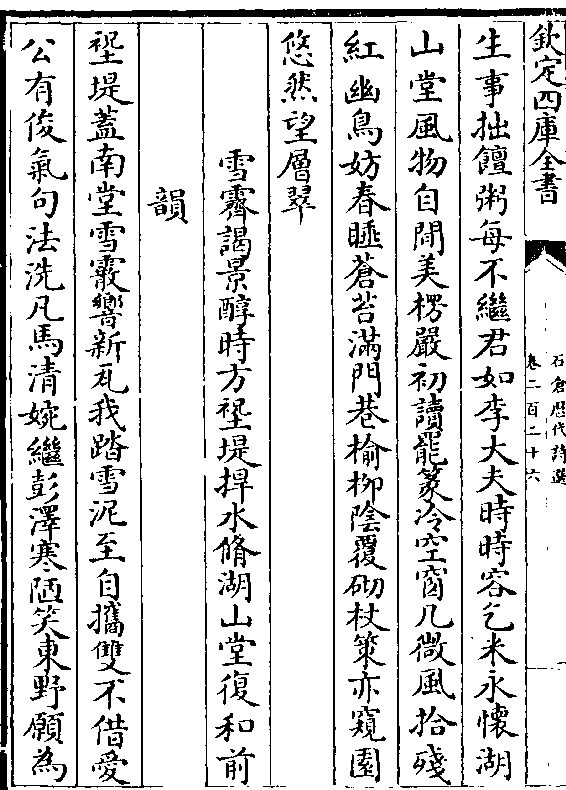 欽定四庫全書
石倉歴代詩選
卷二百二十六
生事拙饘粥每不繼君如李大夫時時容乞米永懷湖
山堂風物自閒美楞嚴初讀罷篆冷空窗几微風拾殘
紅幽鳥妨春睡蒼苔滿門巷榆柳陰覆砌杖策亦窺園
悠然望層翠
雪霽謁景醇時方埿堤捍水脩湖山堂復和前
韻
埿堤蓋南堂雪霰響新瓦我踏雪泥至自攜雙不借愛
公有俊氣句法洗凡馬清婉繼彭澤寒陋笑東野願為